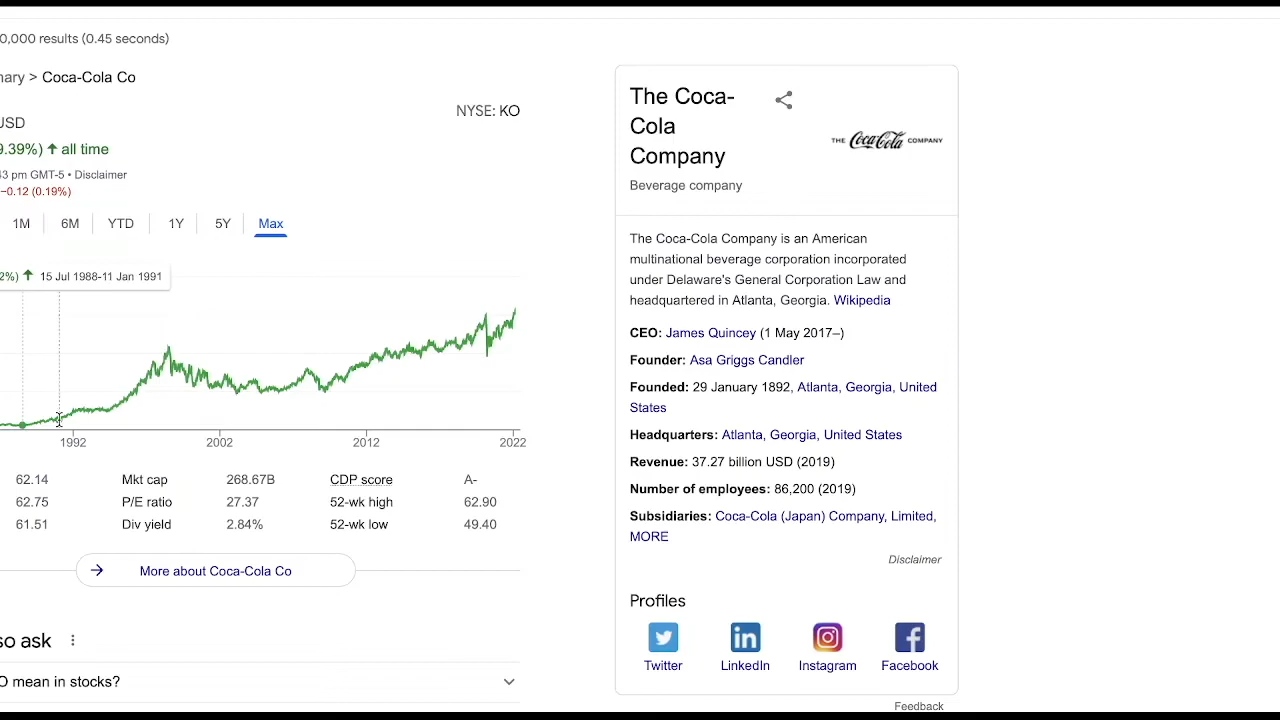 0,000 results (0.45 seconds)
nary > Coca-Cola Co
NYSE: KO
USD
9.39%) ↑ all time
43 pm GMT-5 • Disclaimer
−0.12 (0.19%)
1M 6M YTD 1Y 5Y Max
2%) ↑ 15 Jul 1988-11 Jan 1991
1992 2002 2012 2022
62.14 Mkt cap 268.67B CDP score A-
62.75 P/E ratio 27.37 52-wk high 62.90
61.51 Div yield 2.84% 52-wk low 49.40
→ More about Coca-Cola Co
so ask
O mean in stocks?
The Coca-
Cola
Company
THE Coca-Cola COMPANY
Beverage company
The Coca-Cola Company is an American
multinational beverage corporation incorporated
under Delaware's General Corporation Law and
headquartered in Atlanta, Georgia. Wikipedia
CEO: James Quincey (1 May 2017–)
Founder: Asa Griggs Candler
Founded: 29 January 1892, Atlanta, Georgia, United
States
Headquarters: Atlanta, Georgia, United States
Revenue: 37.27 billion USD (2019)
Number of employees: 86,200 (2019)
Subsidiaries: Coca-Cola (Japan) Company, Limited,
MORE
Disclaimer
Profiles
Twitter LinkedIn Instagram Facebook
Feedback